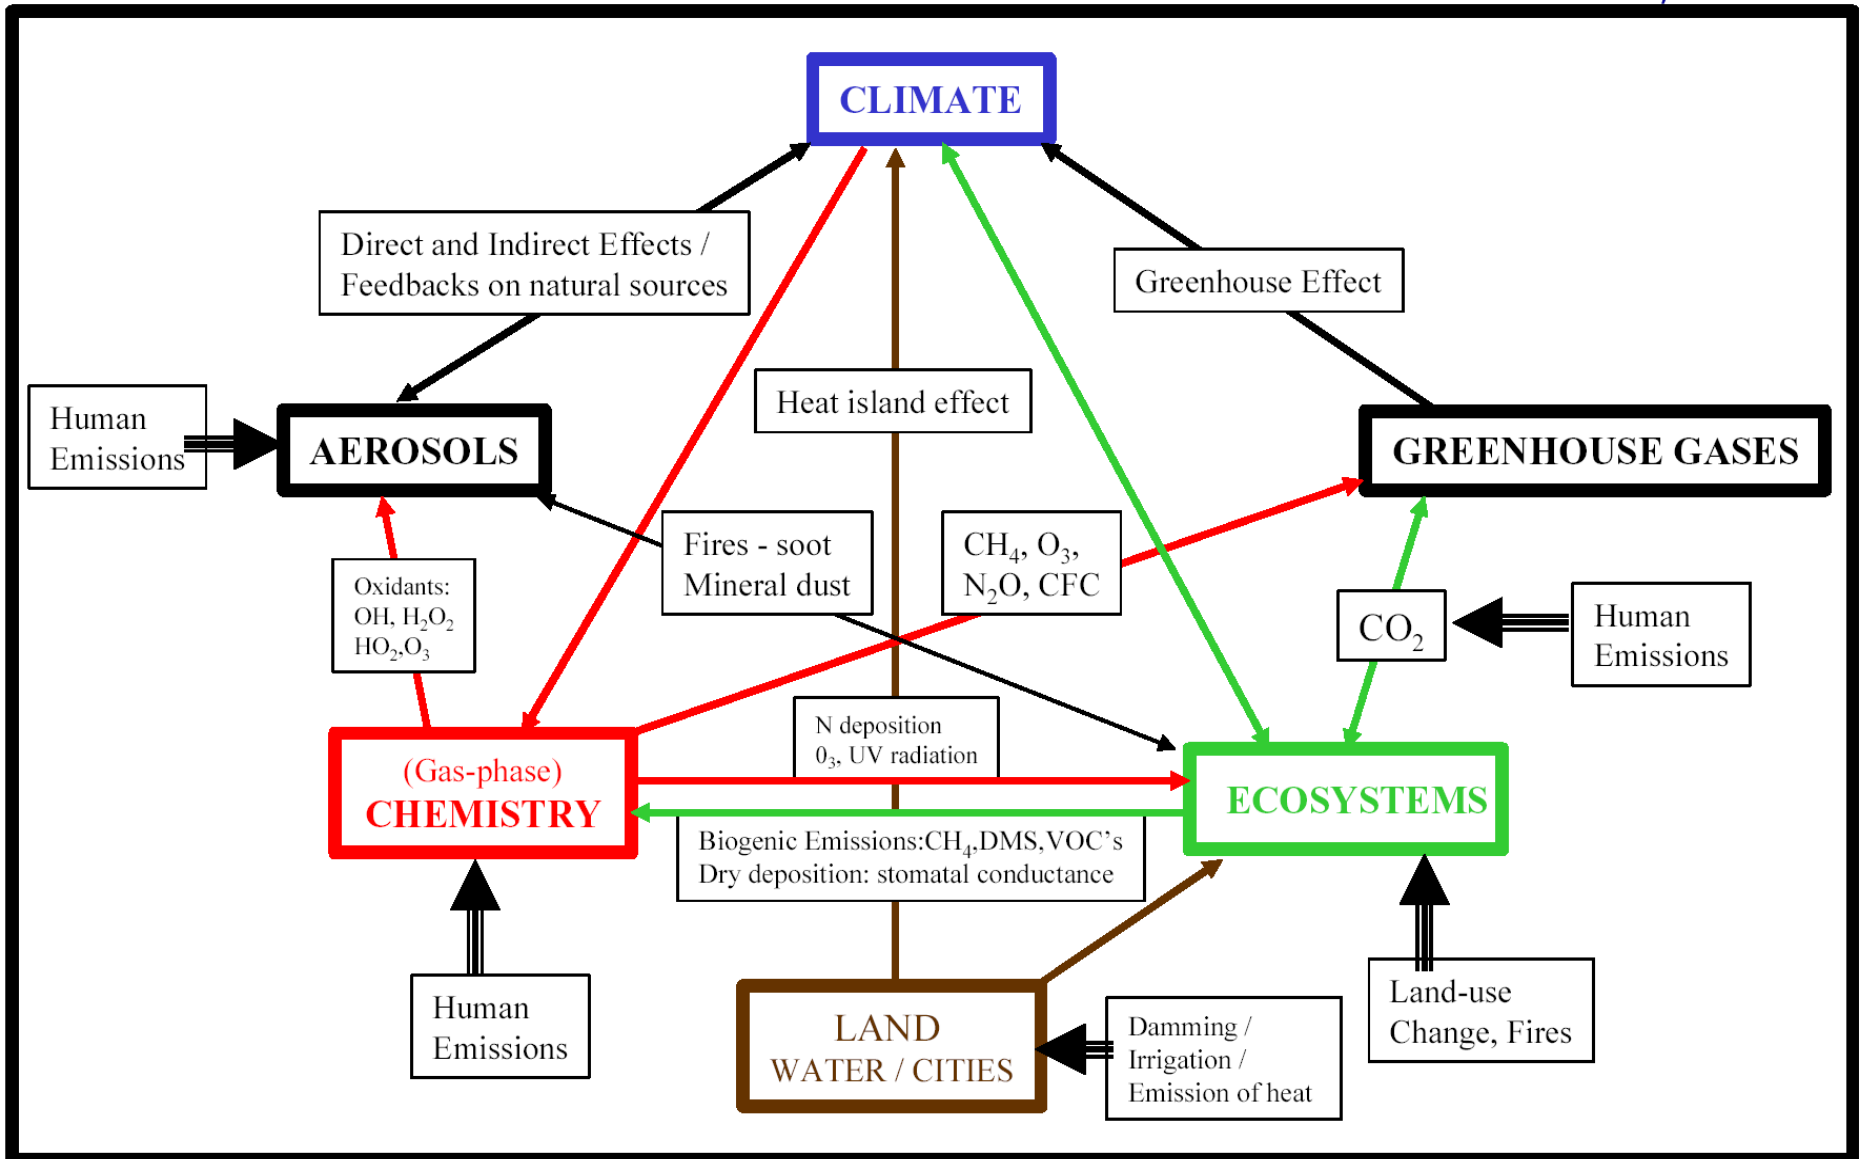 CLIMATE
Direct and Indirect Effects /
Feedbacks on natural sources
Greenhouse Effect
Heat island effect
Human
Emissions
AEROSOLS
GREENHOUSE GASES
Fires - soot
Mineral dust
CH₄, O₃,
N₂O, CFC
Oxidants:
OH, H₂O₂
HO₂,O₃
CO₂
Human
Emissions
N deposition
0₃, UV radiation
(Gas-phase)
CHEMISTRY
ECOSYSTEMS
Biogenic Emissions:CH₄,DMS,VOC’s
Dry deposition: stomatal conductance
Human
Emissions
LAND
WATER / CITIES
Damming /
Irrigation /
Emission of heat
Land-use
Change, Fires